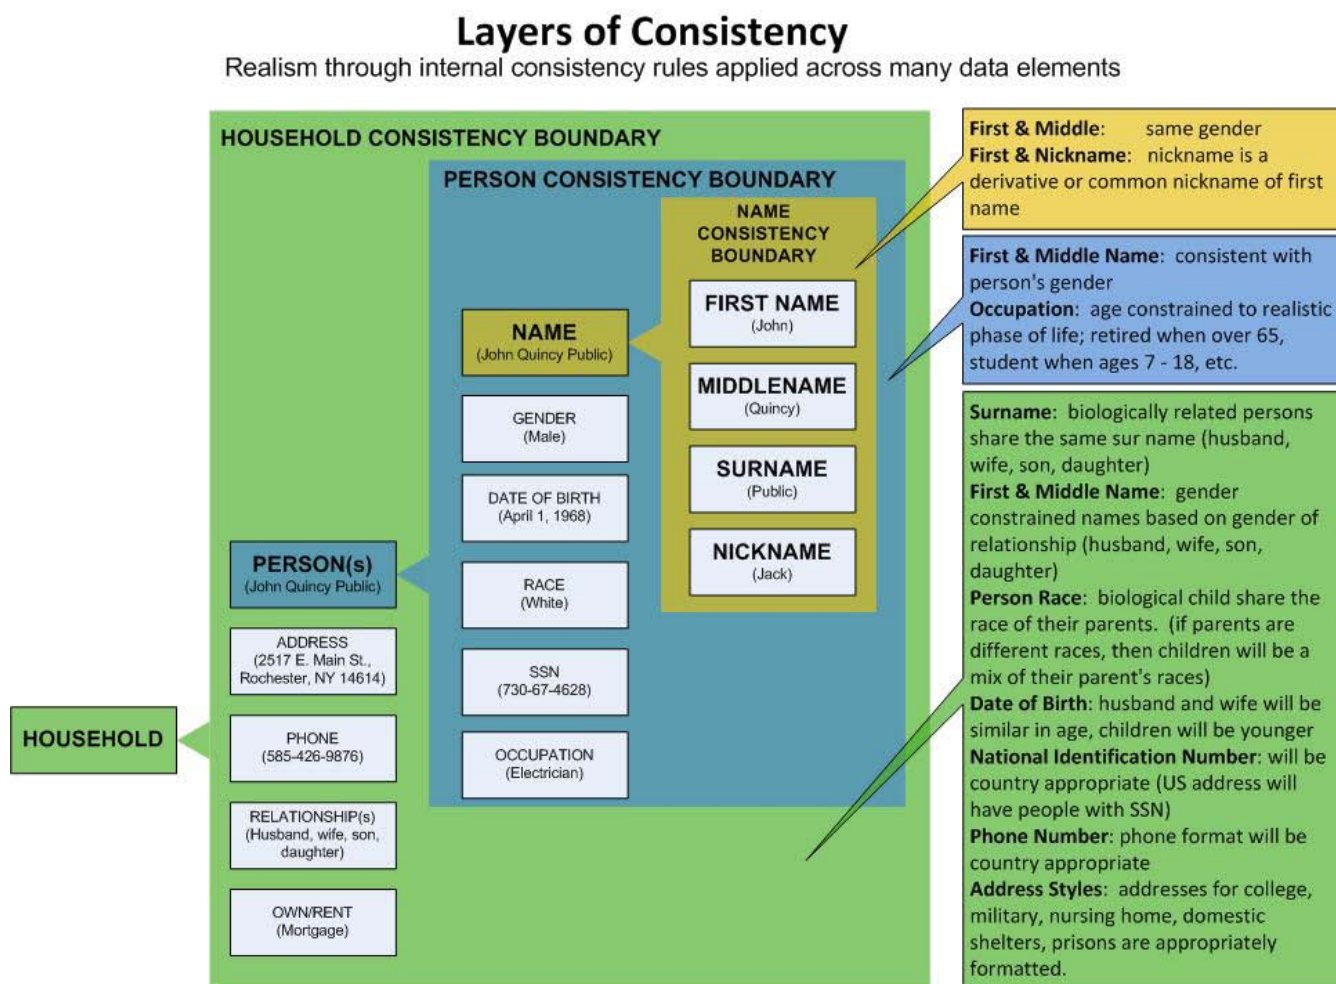 Layers of Consistency
Realism through internal consistency rules applied across many data elements
HOUSEHOLD CONSISTENCY BOUNDARY
PERSON CONSISTENCY BOUNDARY
NAME
CONSISTENCY
BOUNDARY
FIRST NAME
(John)
MIDDLENAME
(Quincy)
SURNAME
(Public)
NICKNAME
(Jack)
NAME
(John Quincy Public)
GENDER
(Male)
DATE OF BIRTH
(April 1, 1968)
RACE
(White)
SSN
(730-67-4628)
OCCUPATION
(Electrician)
PERSON(s)
(John Quincy Public)
ADDRESS
(2517 E. Main St.,
Rochester, NY 14614)
PHONE
(585-426-9876)
RELATIONSHIP(s)
(Husband, wife, son,
daughter)
OWN/RENT
(Mortgage)
HOUSEHOLD
First & Middle: same gender
First & Nickname: nickname is a
derivative or common nickname of first
name
First & Middle Name: consistent with
person's gender
Occupation: age constrained to realistic
phase of life; retired when over 65,
student when ages 7 - 18, etc.
Surname: biologically related persons
share the same sur name (husband,
wife, son, daughter)
First & Middle Name: gender
constrained names based on gender of
relationship (husband, wife, son,
daughter)
Person Race: biological child share the
race of their parents. (if parents are
different races, then children will be a
mix of their parent's races)
Date of Birth: husband and wife will be
similar in age, children will be younger
National Identification Number: will be
country appropriate (US address will
have people with SSN)
Phone Number: phone format will be
country appropriate
Address Styles: addresses for college,
military, nursing home, domestic
shelters, prisons are appropriately
formatted.